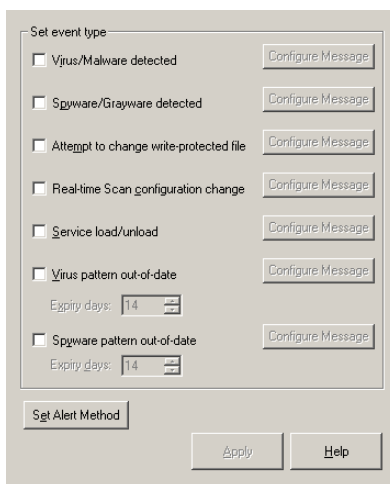 Set event type
Virus/Malware detected Configure Message
Spyware/Grayware detected Configure Message
Attempt to change write-protected file Configure Message
Real-time Scan configuration change Configure Message
Service load/unload Configure Message
Virus pattern out-of-date Configure Message
Expiry days: 14
Spyware pattern out-of-date Configure Message
Expiry days: 14
Set Alert Method
Apply Help